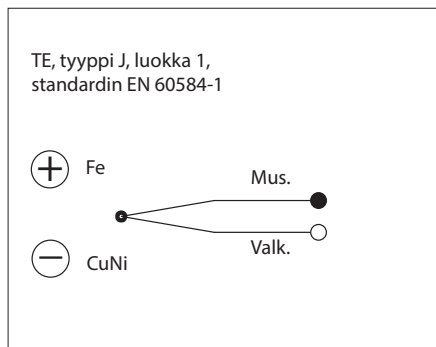 TE, tyyppi J, luokka 1,
standardin EN 60584-1
Fe
Mus.
Valk.
CuNi